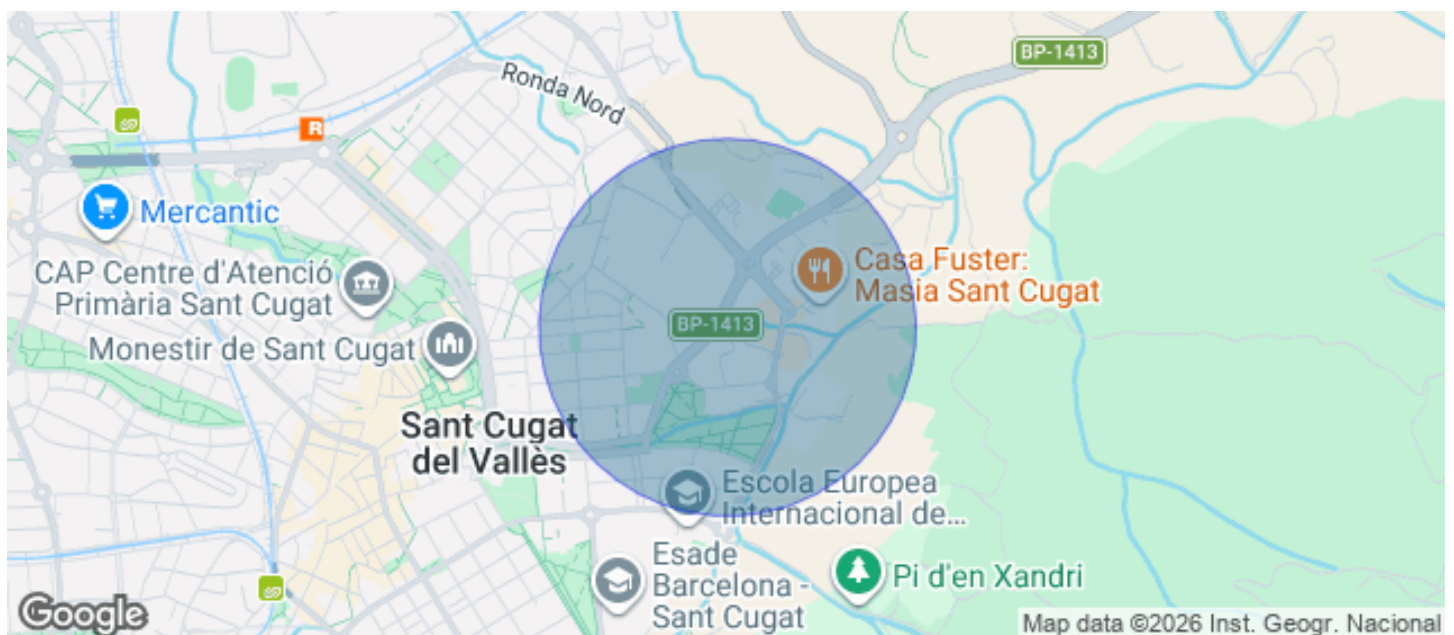 BP-1413
Ronda Nord
R
Mercantic
CAP Centre d'Atenció
Primària Sant Cugat
Casa Fuster:
Masia Sant Cugat
BP-1413
Monestir de Sant Cugat
Sant Cugat
del Vallès
Escola Europea
Internacional de...
Esade
Barcelona -
Sant Cugat
Pi d'en Xandri
Google
Map data ©2026 Inst. Geogr. Nacional